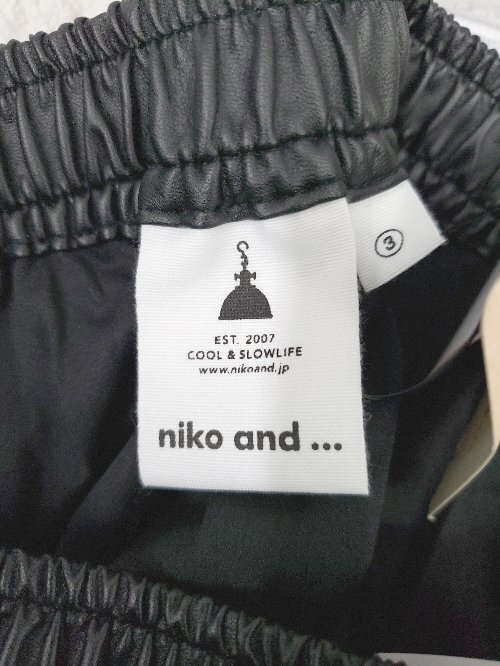 ③
EST. 2007
COOL & SLOWLIFE
www.nikoand.jp
niko and ...